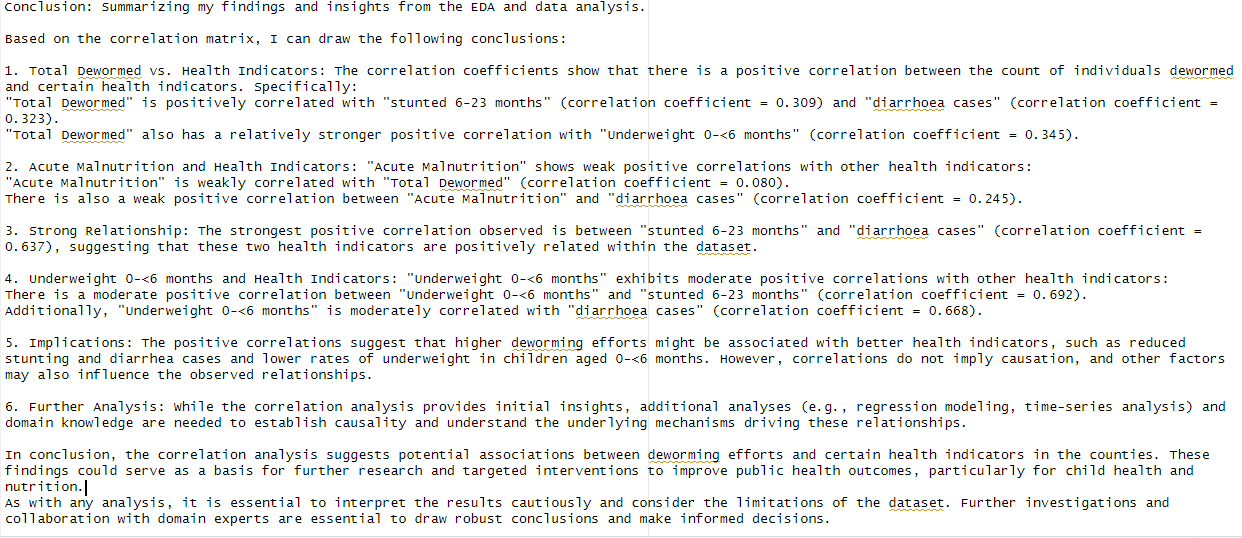 Conclusion: Summarizing my findings and insights from the EDA and data analysis.
Based on the correlation matrix, I can draw the following conclusions:
1. Total Dewormed vs. Health Indicators: The correlation coefficients show that there is a positive correlation between the count of individuals dewormed
and certain health indicators. Specifically:
"Total Dewormed" is positively correlated with "stunted 6-23 months" (correlation coefficient = 0.309) and "diarrhoea cases" (correlation coefficient =
0.323).
"Total Dewormed" also has a relatively stronger positive correlation with "Underweight 0-<6 months" (correlation coefficient = 0.345).
2. Acute Malnutrition and Health Indicators: "Acute Malnutrition" shows weak positive correlations with other health indicators:
"Acute Malnutrition" is weakly correlated with "Total Dewormed" (correlation coefficient = 0.080).
There is also a weak positive correlation between "Acute Malnutrition" and "diarrhoea cases" (correlation coefficient = 0.245).
3. Strong Relationship: The strongest positive correlation observed is between "stunted 6-23 months" and "diarrhoea cases" (correlation coefficient =
0.637), suggesting that these two health indicators are positively related within the dataset.
4. Underweight 0-<6 months and Health Indicators: "Underweight 0-<6 months" exhibits moderate positive correlations with other health indicators:
There is a moderate positive correlation between "Underweight 0-<6 months" and "stunted 6-23 months" (correlation coefficient = 0.692).
Additionally, "Underweight 0-<6 months" is moderately correlated with "diarrhoea cases" (correlation coefficient = 0.668).
5. Implications: The positive correlations suggest that higher deworming efforts might be associated with better health indicators, such as reduced
stunting and diarrhea cases and lower rates of underweight in children aged 0-<6 months. However, correlations do not imply causation, and other factors
may also influence the observed relationships.
6. Further Analysis: While the correlation analysis provides initial insights, additional analyses (e.g., regression modeling, time-series analysis) and
domain knowledge are needed to establish causality and understand the underlying mechanisms driving these relationships.
In conclusion, the correlation analysis suggests potential associations between deworming efforts and certain health indicators in the counties. These
findings could serve as a basis for further research and targeted interventions to improve public health outcomes, particularly for child health and
nutrition.
As with any analysis, it is essential to interpret the results cautiously and consider the limitations of the dataset. Further investigations and
collaboration with domain experts are essential to draw robust conclusions and make informed decisions.